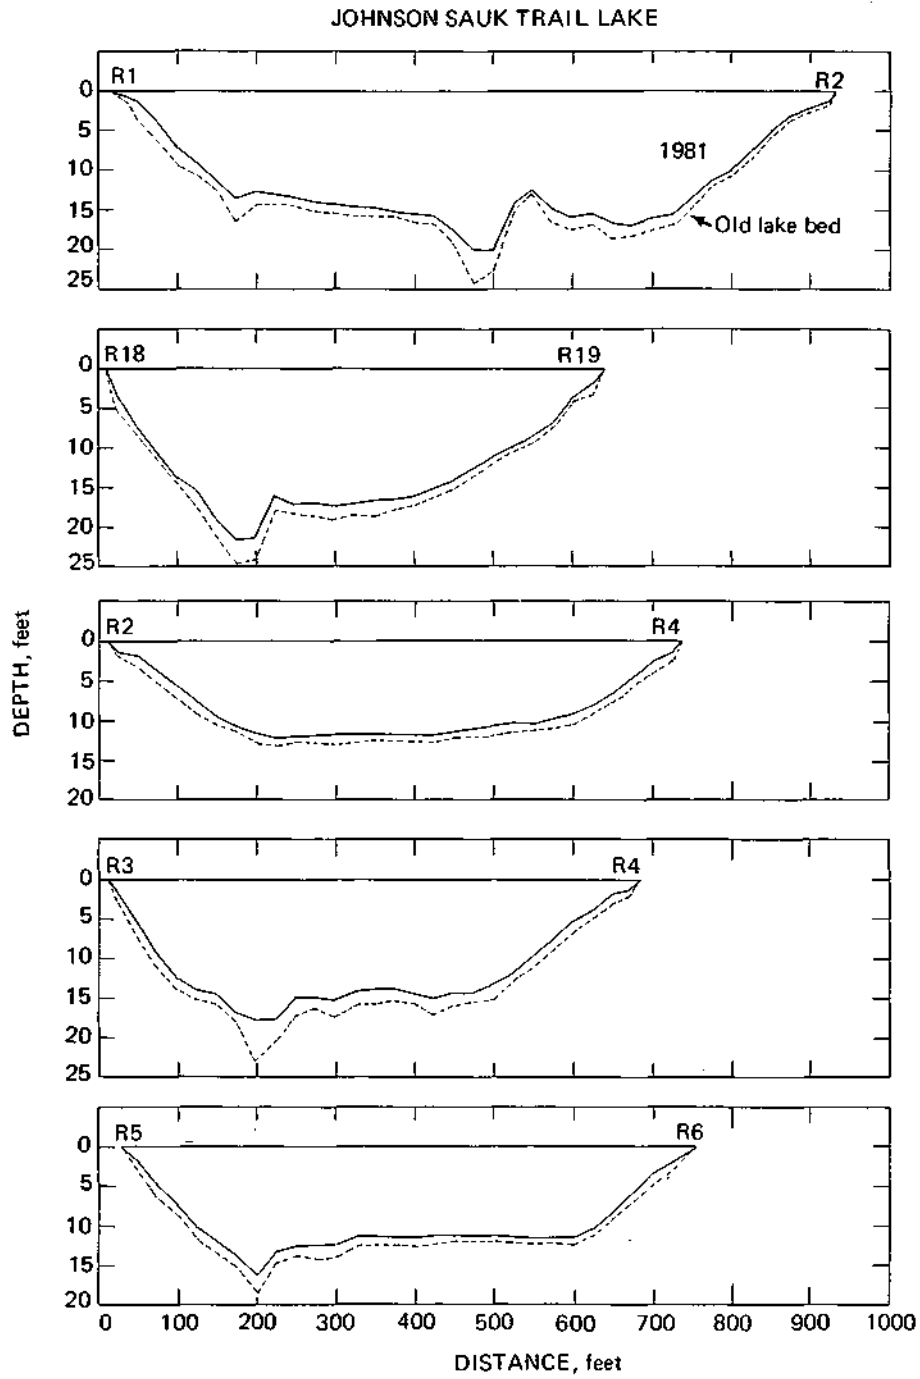 JOHNSON SAUK TRAIL LAKE
R1 R2
0
5
1981
10
15
Old lake bed
20
25
R18 R19
0
5
10
15
20
25
DEPTH, feet
R2 R4
0
5
10
15
20
R3 R4
0
5
10
15
20
25
R5 R6
0
5
10
15
20
0 100 200 300 400 500 600 700 800 900 1000
DISTANCE, feet